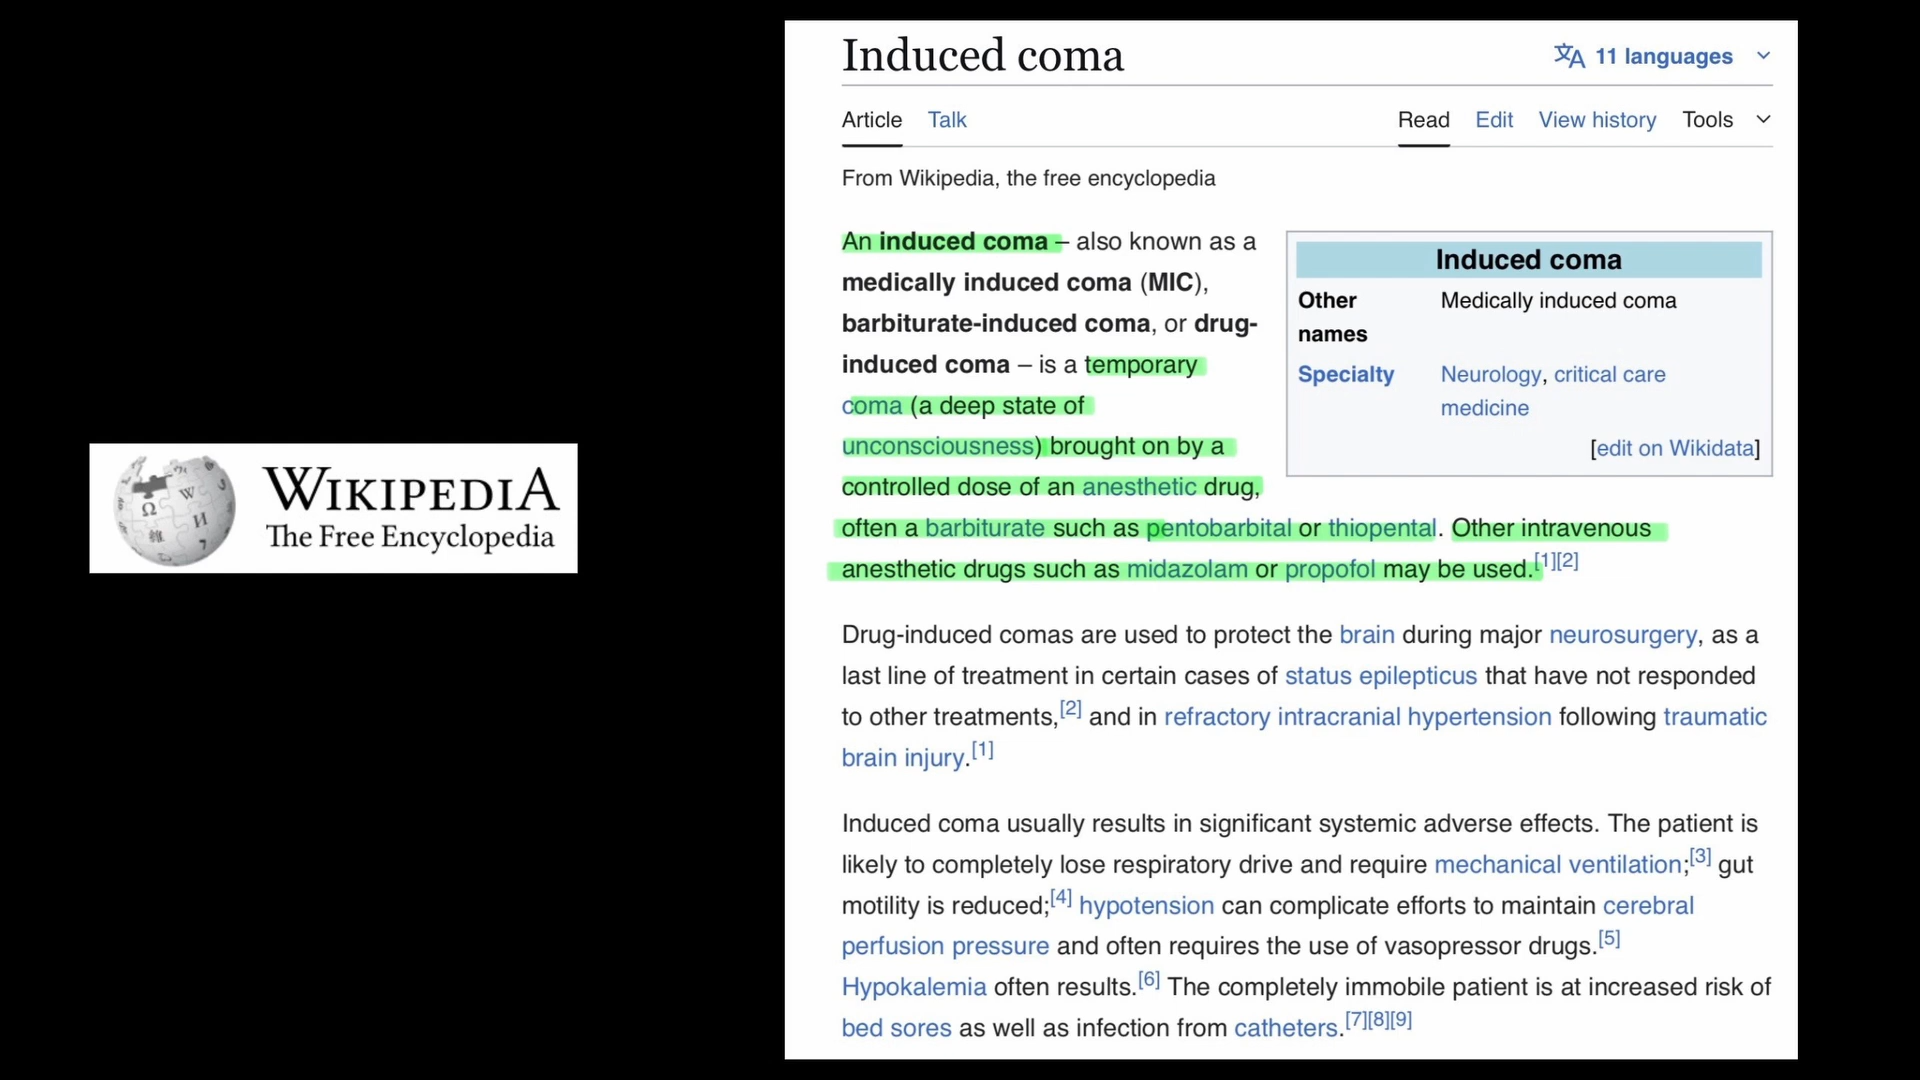 WIKIPEDIA
The Free Encyclopedia
Induced coma
11 languages
Article Talk Read Edit View history Tools
From Wikipedia, the free encyclopedia
An induced coma – also known as a
medically induced coma (MIC),
barbiturate-induced coma, or drug-
induced coma – is a temporary
coma (a deep state of
unconsciousness) brought on by a
controlled dose of an anesthetic drug,
often a barbiturate such as pentobarbital or thiopental. Other intravenous
anesthetic drugs such as midazolam or propofol may be used.[1][2]
Induced coma
Other Medically induced coma
names
Specialty Neurology, critical care
medicine
[edit on Wikidata]
Drug-induced comas are used to protect the brain during major neurosurgery, as a
last line of treatment in certain cases of status epilepticus that have not responded
to other treatments,[2] and in refractory intracranial hypertension following traumatic
brain injury.[1]
Induced coma usually results in significant systemic adverse effects. The patient is
likely to completely lose respiratory drive and require mechanical ventilation;[3] gut
motility is reduced;[4] hypotension can complicate efforts to maintain cerebral
perfusion pressure and often requires the use of vasopressor drugs.[5]
Hypokalemia often results.[6] The completely immobile patient is at increased risk of
bed sores as well as infection from catheters.[7][8][9]